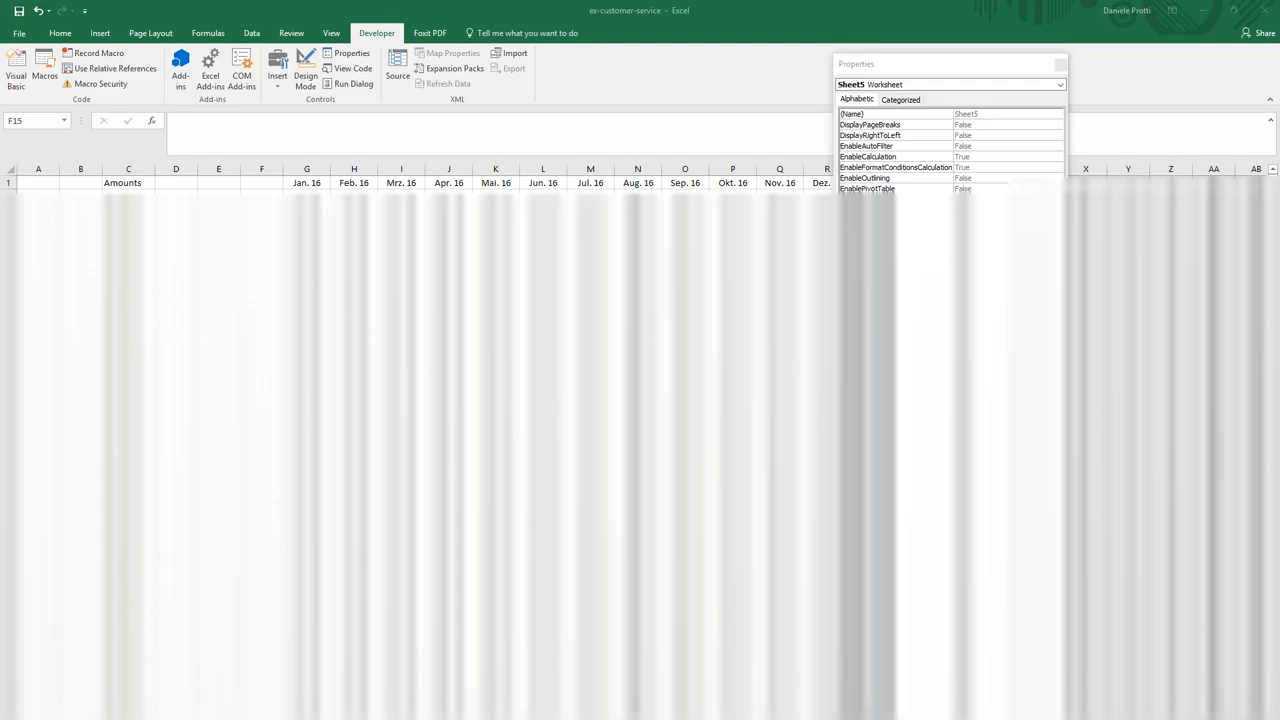 ex-customer-service - Excel
Daniele Protti
File Home Insert Page Layout Formulas Data Review View Developer Foxit PDF Tell me what you want to do Share
Visual Basic
Macros
Record Macro
Use Relative References
Macro Security
Code
Add-ins
Excel Add-ins
COM Add-ins
Add-ins
Insert
Design Mode
Properties
View Code
Run Dialog
Controls
Source
Map Properties
Expansion Packs
Refresh Data
Import
Export
XML
Properties
Sheet5 Worksheet
Alphabetic Categorized
(Name) Sheet5
DisplayPageBreaks False
DisplayRightToLeft False
EnableAutoFilter False
EnableCalculation True
EnableFormatConditionsCalculation True
EnableOutlining False
EnablePivotTable False
F15 fx
A B C D E F G H I J K L M N O P Q R X Y Z AA AB
1 Amounts Jan. 16 Feb. 16 Mrz. 16 Apr. 16 Mai. 16 Jun. 16 Jul. 16 Aug. 16 Sep. 16 Okt. 16 Nov. 16 Dez.